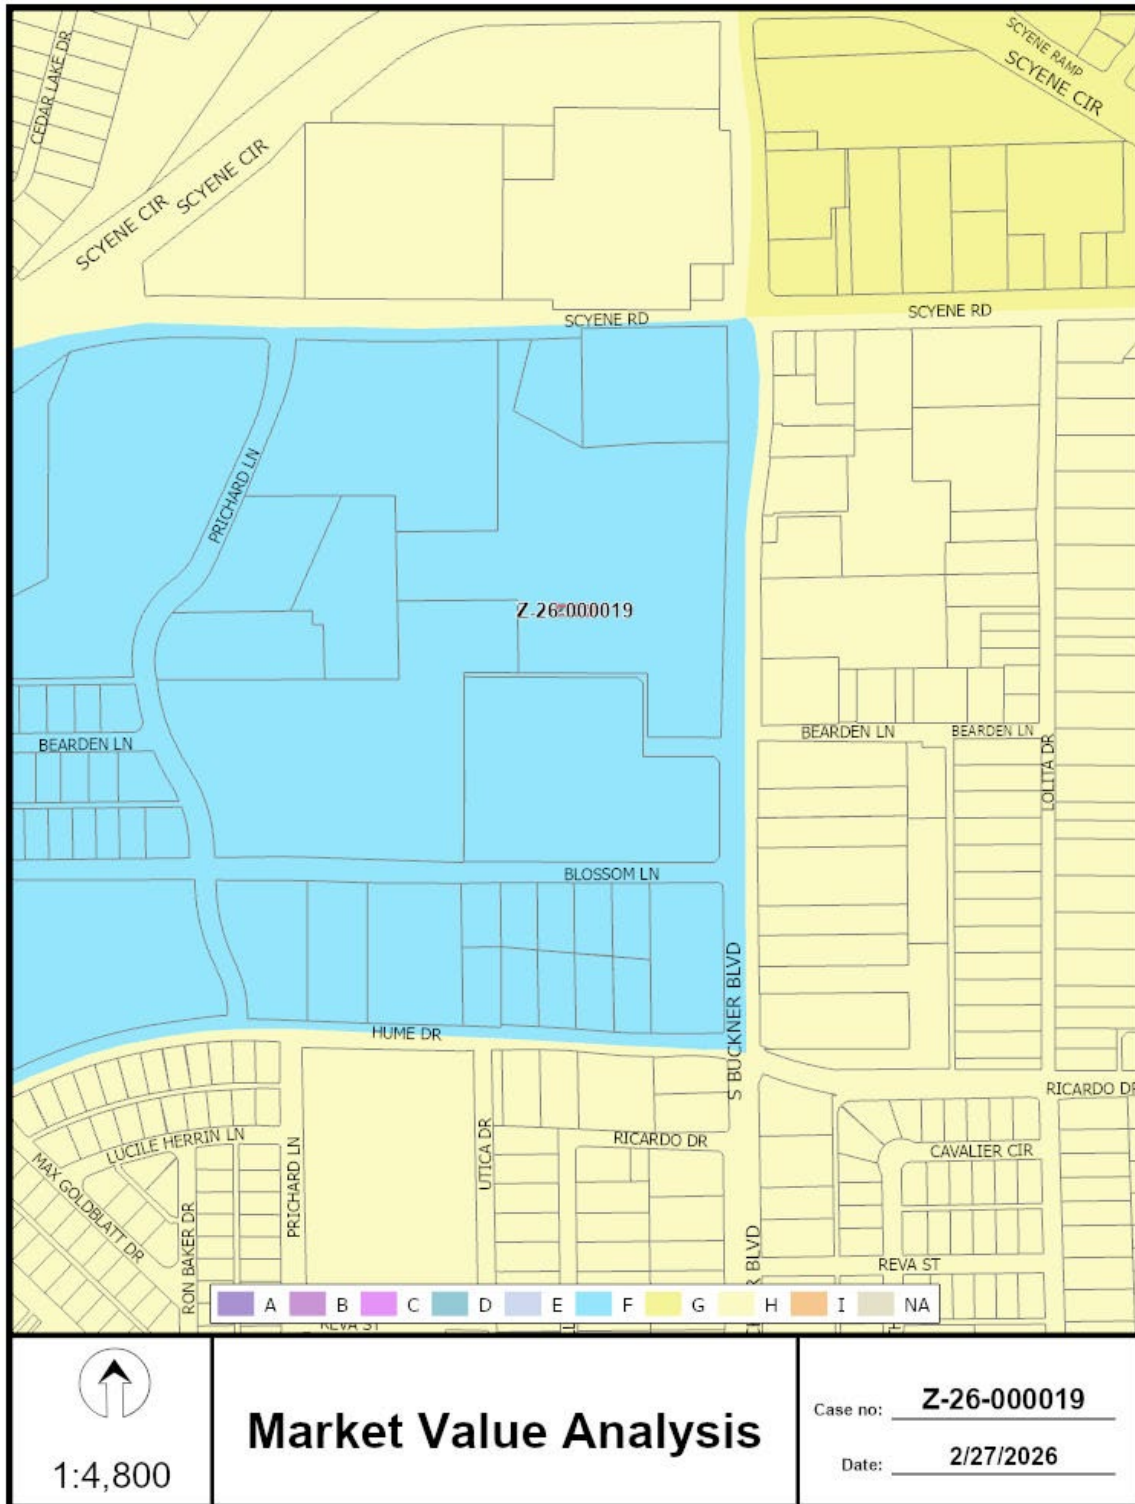 CEDAR LAKE DR
SCYENE RAMP
SCYENE CIR
SCYENE CIR
SCYENE CIR
SCYENE RD
SCYENE RD
PRICHARD LN
Z-26-000019
BEARDEN LN
BEARDEN LN
BEARDEN LN
LOLITA DR
BLOSSOM LN
S BUCKNER BLVD
HUME DR
RICARDO DR
LUCILE HERRIN LN
RICARDO DR
CAVALIER CIR
MAX GOLDBLATT DR
PRICHARD LN
UTICA DR
RON BAKER DR
R BLVD
REVA ST
A B C D E F G H I NA
REVA ST
Market Value Analysis
1:4,800
Case no: Z-26-000019
Date: 2/27/2026